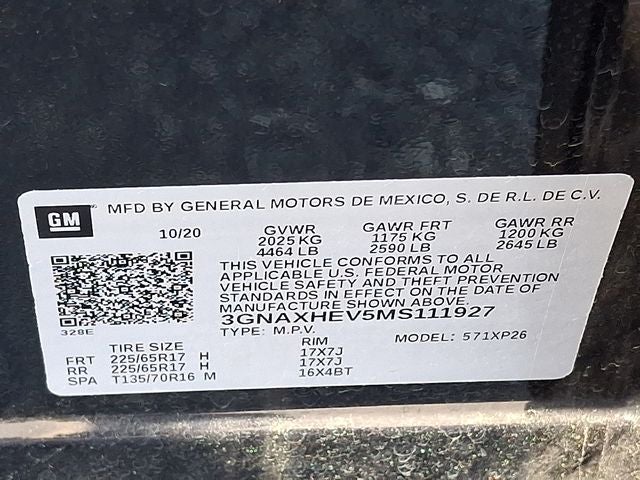 GM MFD BY GENERAL MOTORS DE MEXICO, S. DE R.L. DE C.V.
10/20 GVWR GAWR FRT GAWR RR
2025 KG 1175 KG 1200 KG
4464 LB 2590 LB 2645 LB
THIS VEHICLE CONFORMS TO ALL
APPLICABLE U.S. FEDERAL MOTOR
VEHICLE SAFETY AND THEFT PREVENTION
STANDARDS IN EFFECT ON THE DATE OF
MANUFACTURE SHOWN ABOVE.
328E 3GNAXHEV5MS111927
TYPE: M.P.V. MODEL: 571XP26
TIRE SIZE RIM
FRT 225/65R17 H 17X7J
RR 225/65R17 H 17X7J
SPA T135/70R16 M 16X4BT